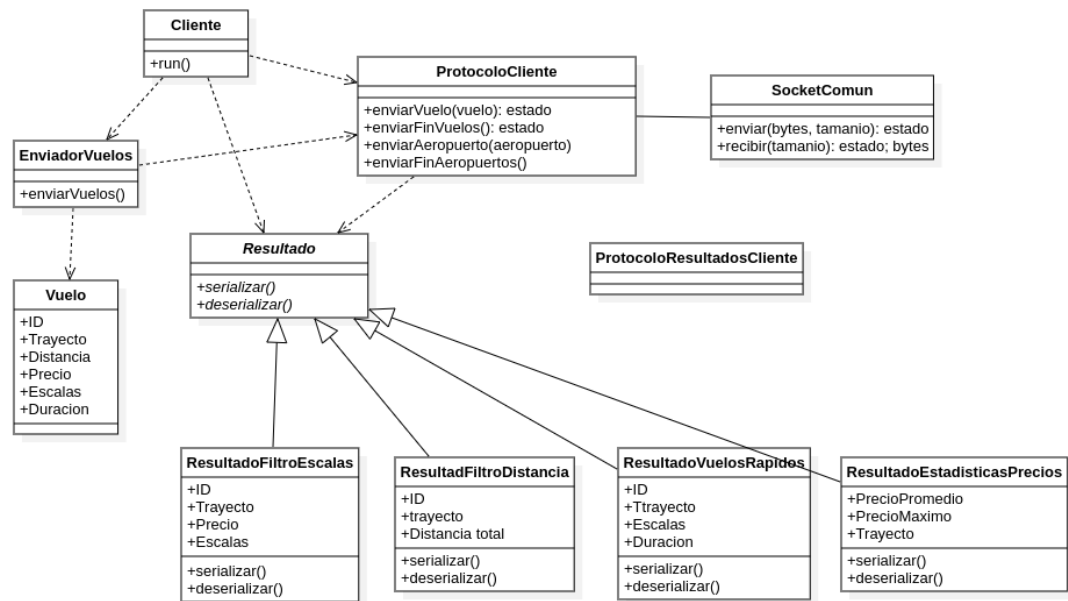 Cliente
+run()
ProtocoloCliente
+enviarVuelo(vuelo): estado
+enviarFinVuelos(): estado
+enviarAeropuerto(aeropuerto)
+enviarFinAeropuertos()
SocketComun
+enviar(bytes, tamanio): estado
+recibir(tamanio): estado; bytes
EnviadorVuelos
+enviarVuelos()
Resultado
+serializar()
+deserializar()
ProtocoloResultadosCliente
Vuelo
+ID
+Trayecto
+Distancia
+Precio
+Escalas
+Duracion
ResultadoFiltroEscalas
+ID
+Trayecto
+Precio
+Escalas
+serializar()
+deserializar()
ResultadFiltroDistancia
+ID
+trayecto
+Distancia total
+serializar()
+deserializar()
ResultadoVuelosRapidos
+ID
+Ttrayecto
+Escalas
+Duracion
+serializar()
+deserializar()
ResultadoEstadisticasPrecios
+PrecioPromedio
+PrecioMaximo
+Trayecto
+serializar()
+deserializar()